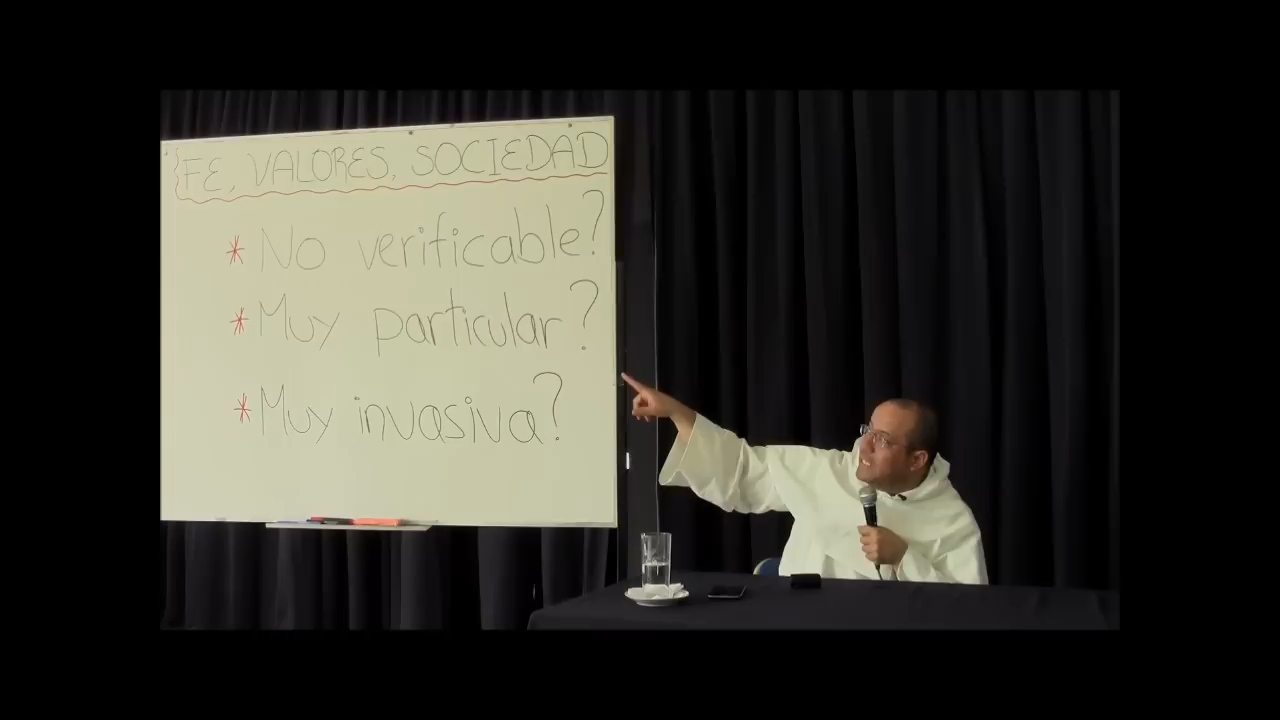 FE, VALORES, SOCIEDAD
* No verificable?
* Muy particular?
* Muy invasiva?